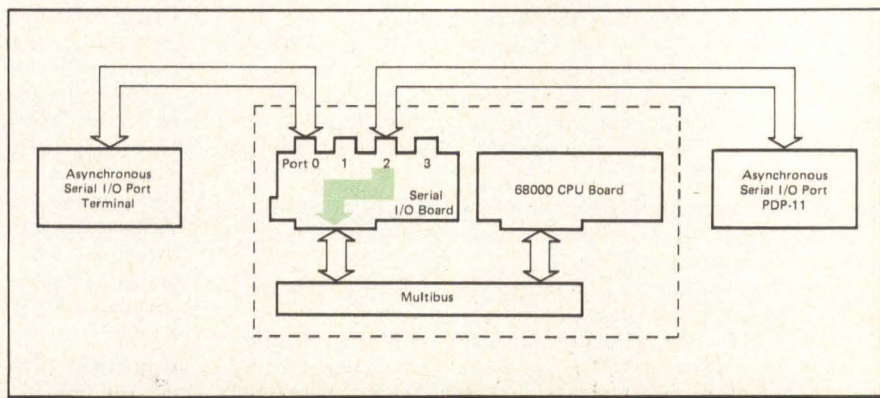 Asynchronous
Serial I/O Port
Terminal
Port 0 1 2 3
Serial
I/O Board
68000 CPU Board
Asynchronous
Serial I/O Port
PDP-11
Multibus